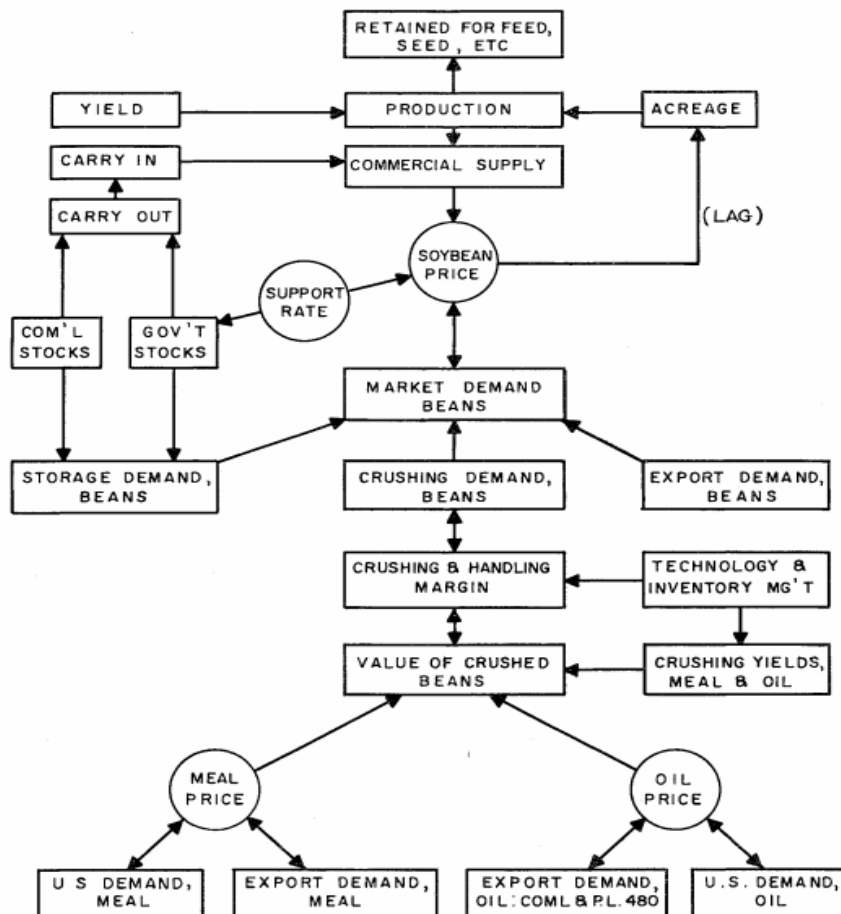 RETAINED FOR FEED,
SEED, ETC
YIELD
PRODUCTION
ACREAGE
CARRY IN
COMMERCIAL SUPPLY
CARRY OUT
(LAG)
SOYBEAN
PRICE
SUPPORT
RATE
COM'L
STOCKS
GOV'T
STOCKS
MARKET DEMAND
BEANS
STORAGE DEMAND,
BEANS
CRUSHING DEMAND,
BEANS
EXPORT DEMAND,
BEANS
CRUSHING & HANDLING
MARGIN
TECHNOLOGY &
INVENTORY MG'T
VALUE OF CRUSHED
BEANS
CRUSHING YIELDS,
MEAL & OIL
MEAL
PRICE
OIL
PRICE
U S DEMAND,
MEAL
EXPORT DEMAND,
MEAL
EXPORT DEMAND,
OIL: COML & P.L. 480
U.S. DEMAND,
OIL